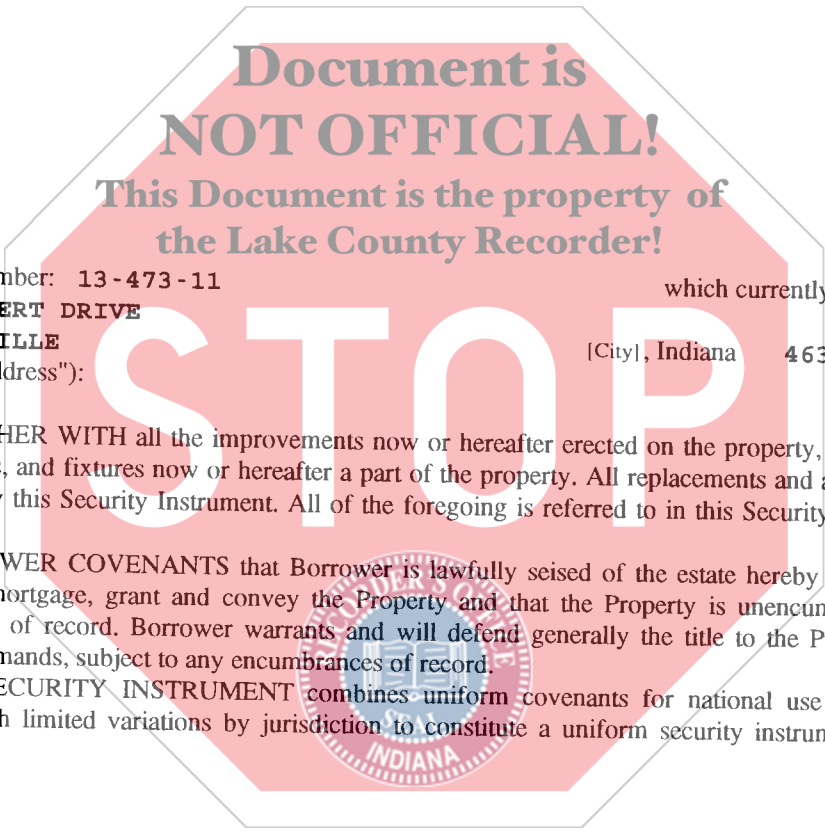 Document is
NOT OFFICIAL!
This Document is the property of
the Lake County Recorder!
mber: 13-473-11 which currently
ERT DRIVE
ILLE [City], Indiana 463
ddress"):
STOP
HER WITH all the improvements now or hereafter erected on the property,
, and fixtures now or hereafter a part of the property. All replacements and a
y this Security Instrument. All of the foregoing is referred to in this Security
WER COVENANTS that Borrower is lawfully seised of the estate hereby
nortgage, grant and convey the Property and that the Property is unencum
of record. Borrower warrants and will defend generally the title to the P
mands, subject to any encumbrances of record.
ECURITY INSTRUMENT combines uniform covenants for national use
h limited variations by jurisdiction to constitute a uniform security instrum
RECORDER'S OFFICE
SEAL
INDIANA